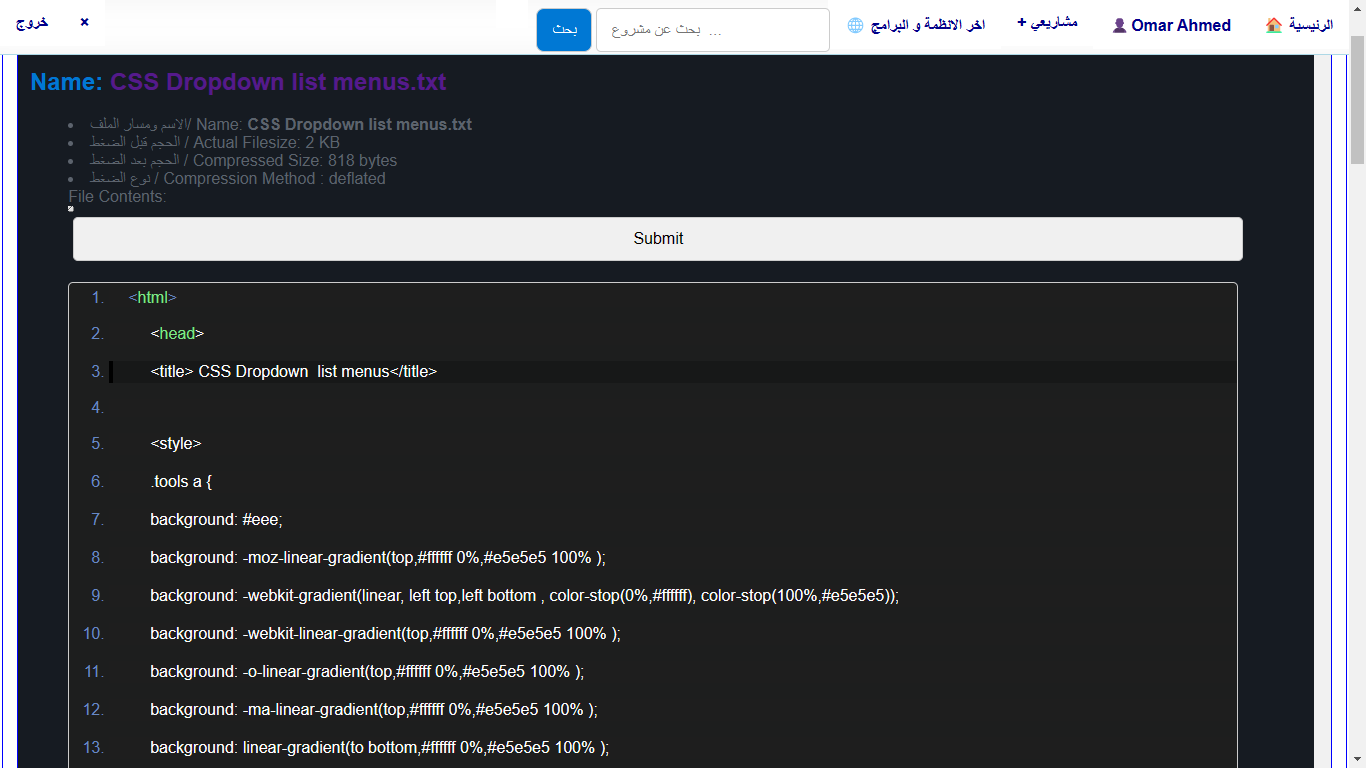 الرئيسية
Omar Ahmed
مشاريعي +
اخر الانظمة و البرامج
بحث عن مشروع ...
بحث
×
خروج
Name: CSS Dropdown list menus.txt
الاسم ومسار الملف/ Name: CSS Dropdown list menus.txt
الحجم قبل الضغط / Actual Filesize: 2 KB
الحجم بعد الضغط / Compressed Size: 818 bytes
نوع الضغط / Compression Method : deflated
File Contents:
Submit
1. <html>
2. <head>
3. <title> CSS Dropdown  list menus</title>
4.
5. <style>
6. .tools a {
7. background: #eee;
8. background: -moz-linear-gradient(top,#ffffff 0%,#e5e5e5 100% );
9. background: -webkit-gradient(linear, left top,left bottom , color-stop(0%,#ffffff), color-stop(100%,#e5e5e5));
10. background: -webkit-linear-gradient(top,#ffffff 0%,#e5e5e5 100% );
11. background: -o-linear-gradient(top,#ffffff 0%,#e5e5e5 100% );
12. background: -ma-linear-gradient(top,#ffffff 0%,#e5e5e5 100% );
13. background: linear-gradient(to bottom,#ffffff 0%,#e5e5e5 100% );